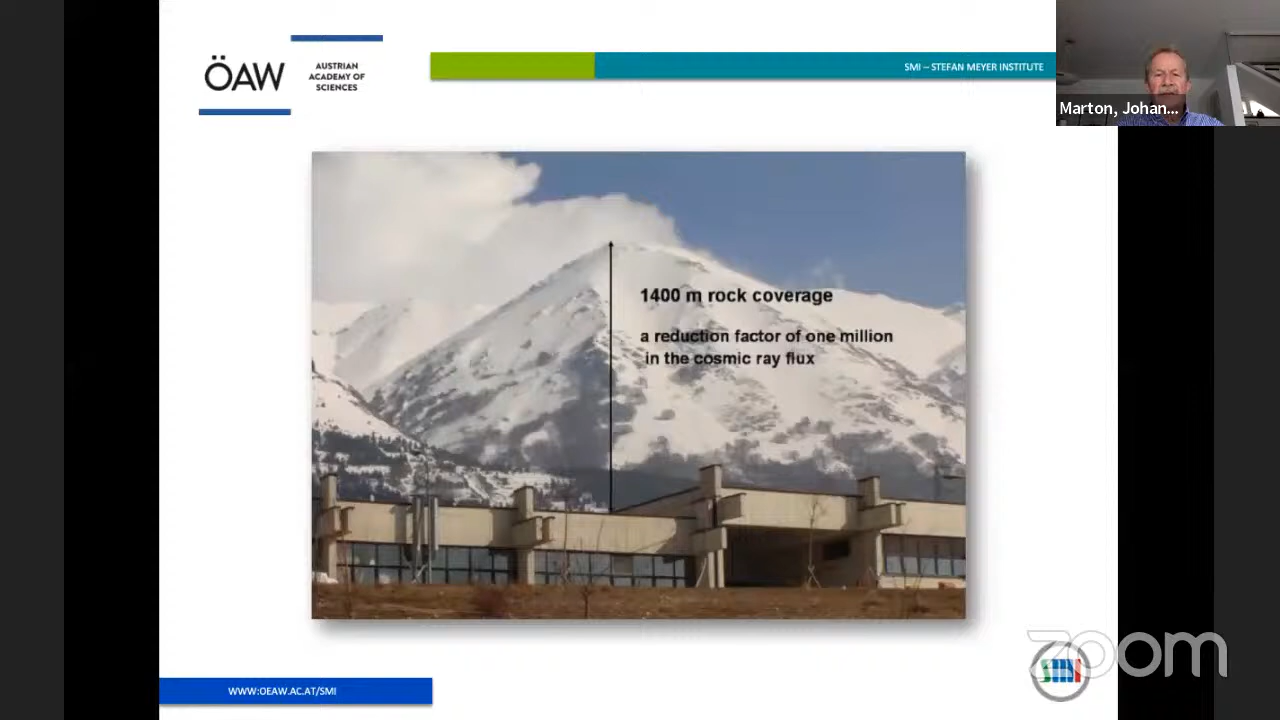 ÖAW
AUSTRIAN
ACADEMY OF
SCIENCES
SMI – STEFAN MEYER INSTITUTE
Marton, Johan...
1400 m rock coverage
a reduction factor of one million
in the cosmic ray flux
WWW.OEAW.AC.AT/SMI
SMI
zoom